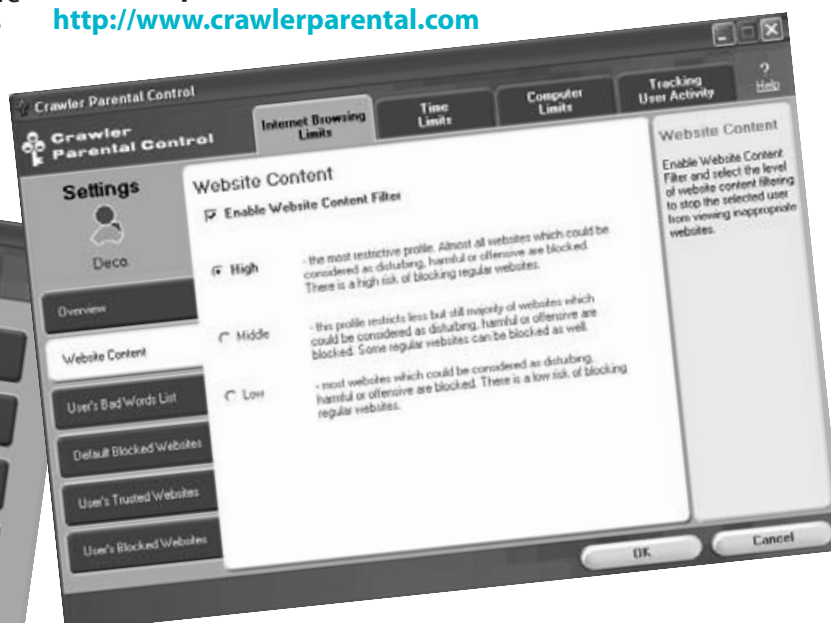 http://www.crawlerparental.com
Crawler Parental Control
Crawler
Parental Control
Internet Browsing
Limits
Time
Limits
Computer
Limits
Tracking
User Activity
?
Help
Settings
Deca
Overview
Website Content
User's Bad Words List
Default Blocked Websites
User's Trusted Websites
User's Blocked Websites
Website Content
Enable Website Content Filter
High
- the most restrictive profile. Almost all websites which could be
considered as disturbing, harmful or offensive are blocked.
There is a high risk of blocking regular websites.
Middle
- this profile restricts less but still majority of websites which
could be considered as disturbing, harmful or offensive are
blocked. Some regular websites can be blocked as well.
Low
- most websites which could be considered as disturbing,
harmful or offensive are blocked. There is a low risk of blocking
regular websites.
Website Content
Enable Website Content
Filter and select the level
of website content filtering
to stop the selected user
from viewing inappropriate
websites.
OK
Cancel